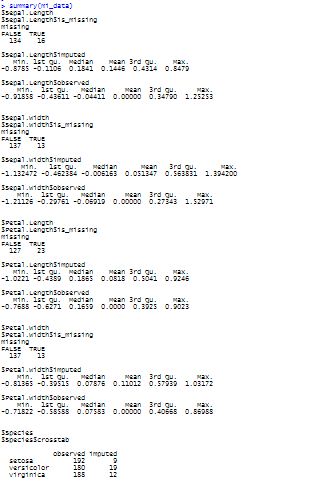 > summary(mi_data)
$Sepal.Length
$Sepal.Length$is_missing
missing
FALSE TRUE
134 16
$Sepal.Length$imputed
Min. 1st Qu. Median Mean 3rd Qu. Max.
-0.8785 -0.1106 0.1841 0.1446 0.4314 0.8479
$Sepal.Length$observed
Min. 1st Qu. Median Mean 3rd Qu. Max.
-0.91838 -0.43611 -0.04411 0.00000 0.34790 1.25253
$Sepal.Width
$Sepal.Width$is_missing
missing
FALSE TRUE
137 13
$Sepal.Width$imputed
Min. 1st Qu. Median Mean 3rd Qu. Max.
-1.132472 -0.462384 -0.006163 0.051347 0.563831 1.394200
$Sepal.Width$observed
Min. 1st Qu. Median Mean 3rd Qu. Max.
-1.21126 -0.29761 -0.06919 0.00000 0.27343 1.52971
$Petal.Length
$Petal.Length$is_missing
missing
FALSE TRUE
127 23
$Petal.Length$imputed
Min. 1st Qu. Median Mean 3rd Qu. Max.
-1.0221 -0.4389 0.1865 0.0818 0.5041 0.9246
$Petal.Length$observed
Min. 1st Qu. Median Mean 3rd Qu. Max.
-0.7688 -0.6271 0.1659 0.0000 0.3925 0.9023
$Petal.Width
$Petal.Width$is_missing
missing
FALSE TRUE
137 13
$Petal.Width$imputed
Min. 1st Qu. Median Mean 3rd Qu. Max.
-0.81365 -0.39515 0.07876 0.11012 0.57939 1.03172
$Petal.Width$observed
Min. 1st Qu. Median Mean 3rd Qu. Max.
-0.71822 -0.58588 0.07583 0.00000 0.40668 0.86988
$Species
$Species$crosstab
observed imputed
setosa 192 9
versicolor 180 19
virginica 188 12